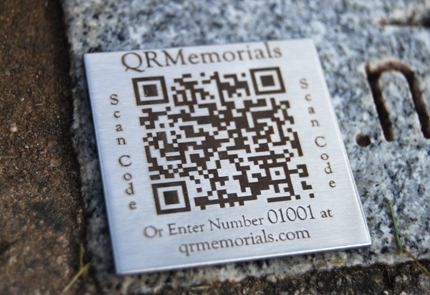 QRMemorials
Scan Code
Scan Code
Or Enter Number 01001 at
qrmemorials.com